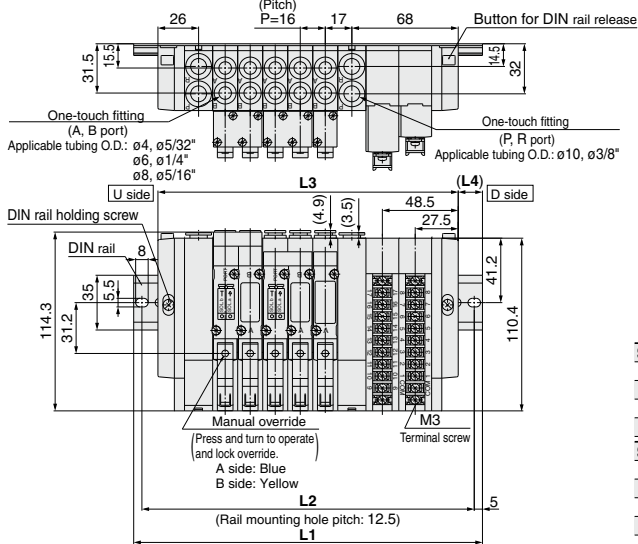 (Pitch)
26 P=16 17 68
Button for DIN rail release
31.5
15.5
14.5
32
One-touch fitting
(A, B port)
Applicable tubing O.D.: ø4, ø5/32"
ø6, ø1/4"
ø8, ø5/16"
One-touch fitting
(P, R port)
Applicable tubing O.D.: ø10, ø3/8"
L3
(L4)
U side
D side
48.5
27.5
(4.9)
(3.5)
DIN rail holding screw
DIN rail
8
35
5.5
31.2
114.3
41.2
110.4
Manual override
(Press and turn to operate
and lock override.)
A side: Blue
B side: Yellow
M3
Terminal screw
L2
5
(Rail mounting hole pitch: 12.5)
L1